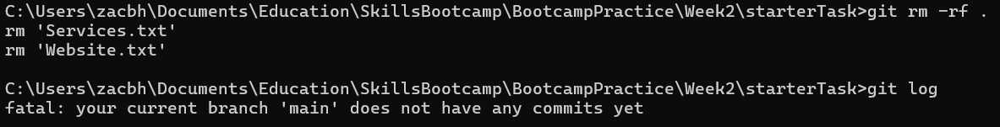 C:\Users\zacbh\Documents\Education\SkillsBootcamp\BootcampPractice\Week2\starterTask>git rm -rf .
rm 'Services.txt'
rm 'Website.txt'
C:\Users\zacbh\Documents\Education\SkillsBootcamp\BootcampPractice\Week2\starterTask>git log
fatal: your current branch 'main' does not have any commits yet